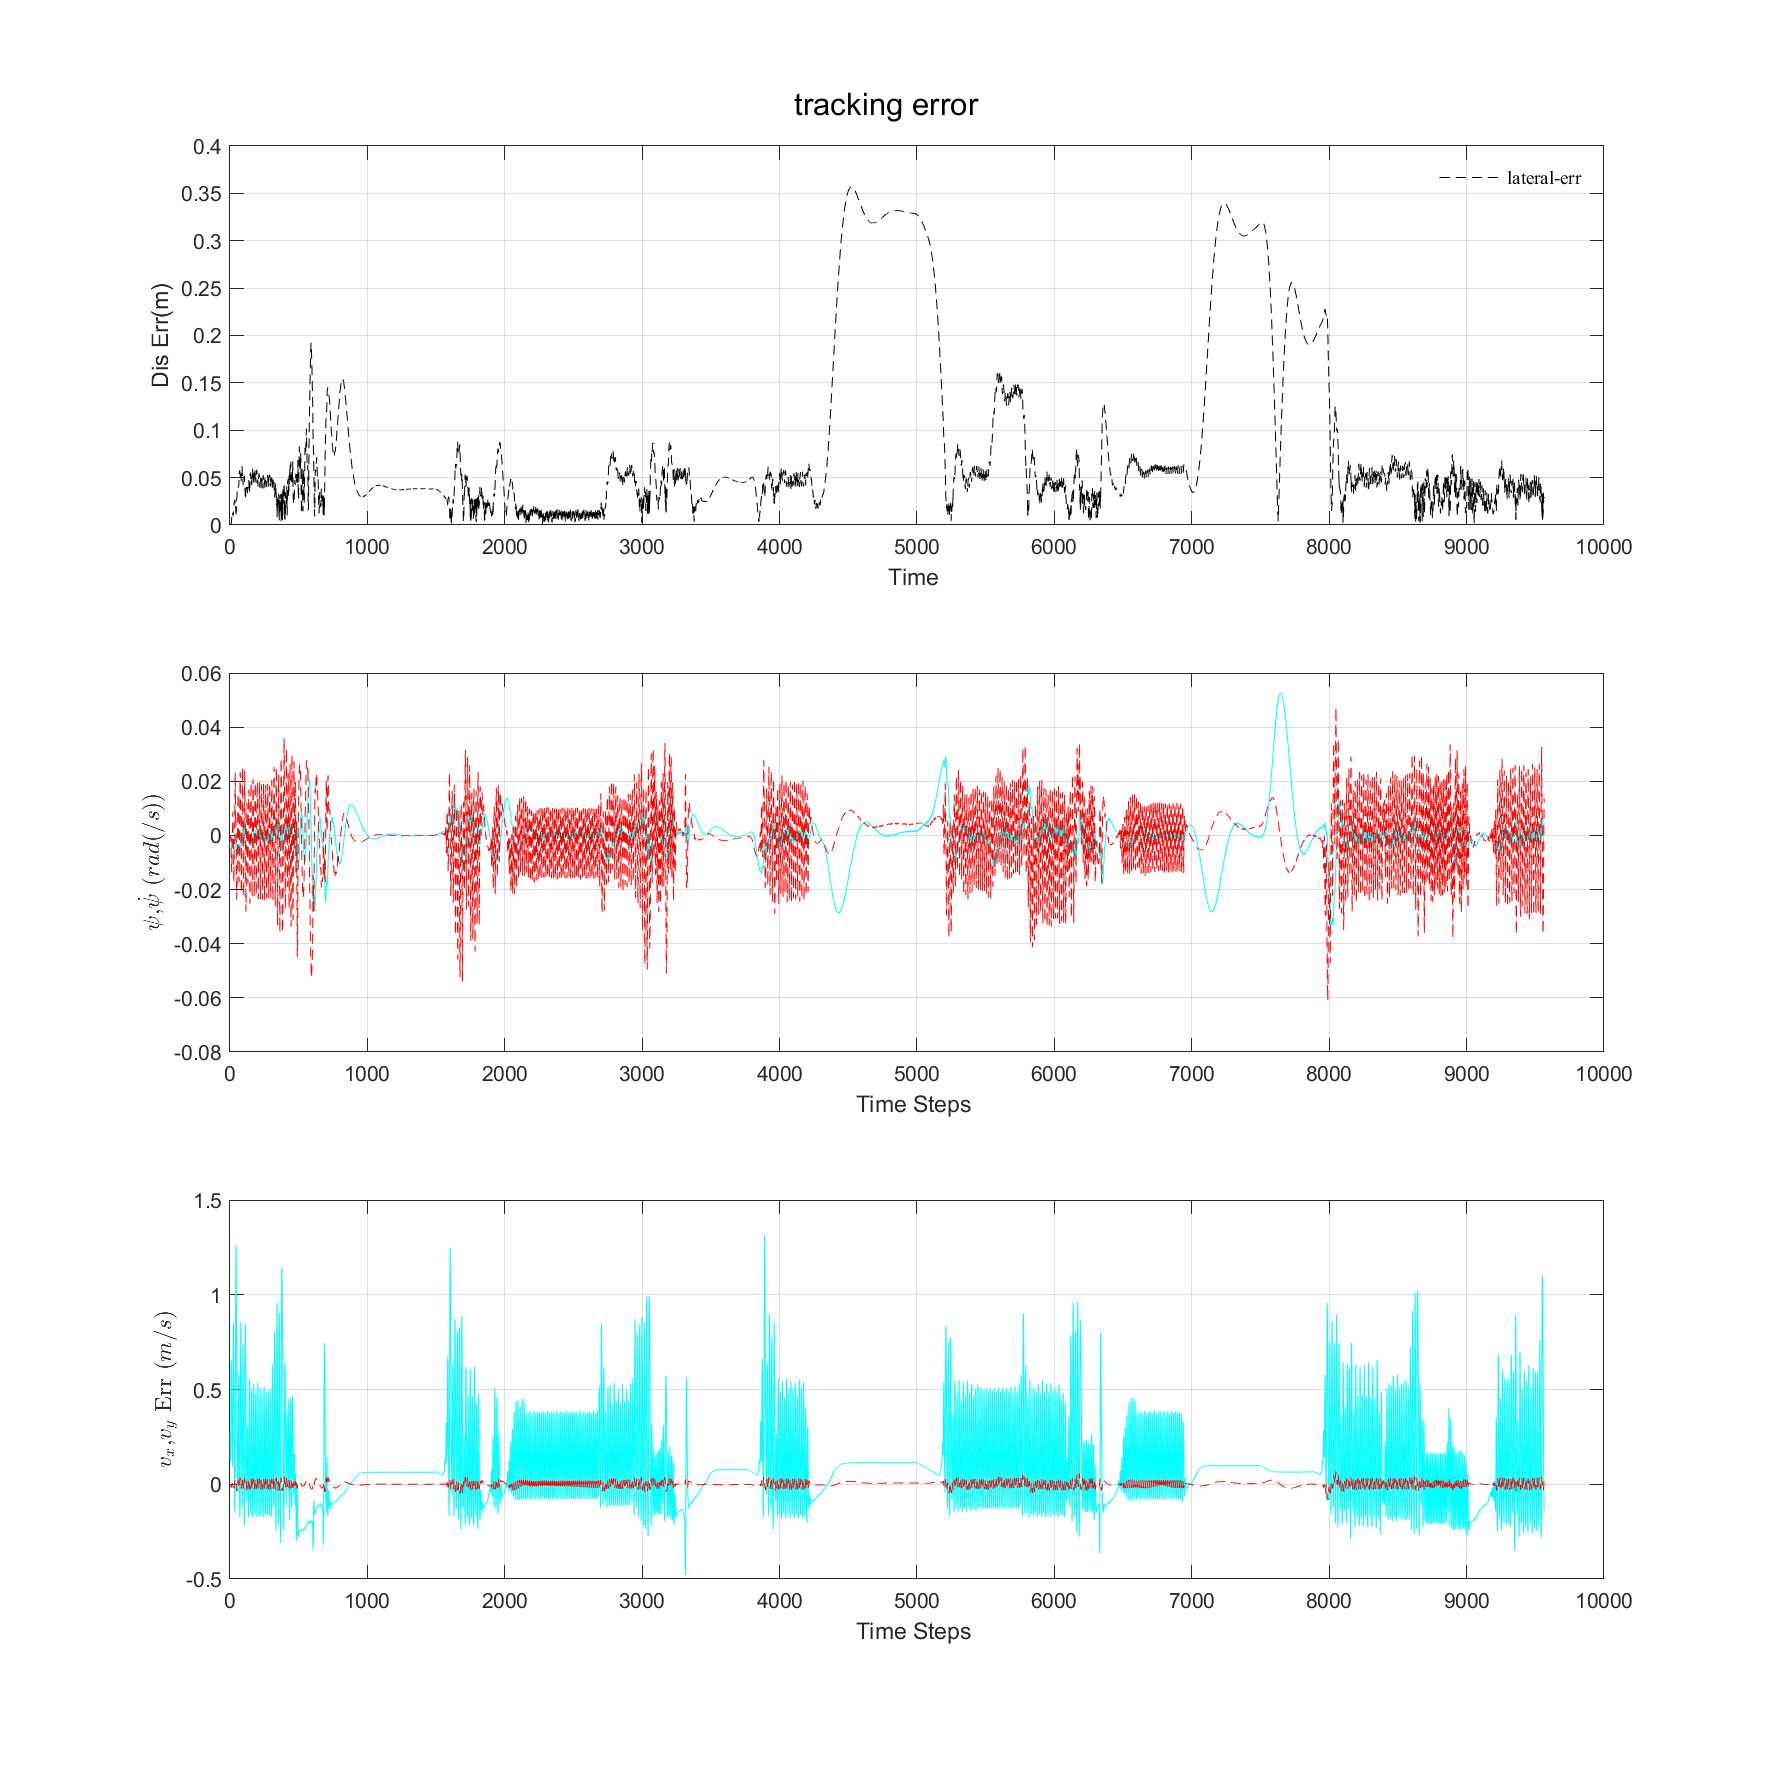 tracking error
0.4
0.35
0.3
0.25
0.2
0.15
0.1
0.05
0
Dis Err(m)
lateral-err
0 1000 2000 3000 4000 5000 6000 7000 8000 9000 10000
Time
0.06
0.04
0.02
0
-0.02
-0.04
-0.06
-0.08
ψ,ψ̇ (rad(/s))
0 1000 2000 3000 4000 5000 6000 7000 8000 9000 10000
Time Steps
1.5
1
0.5
0
-0.5
v_x,v_y Err (m/s)
0 1000 2000 3000 4000 5000 6000 7000 8000 9000 10000
Time Steps